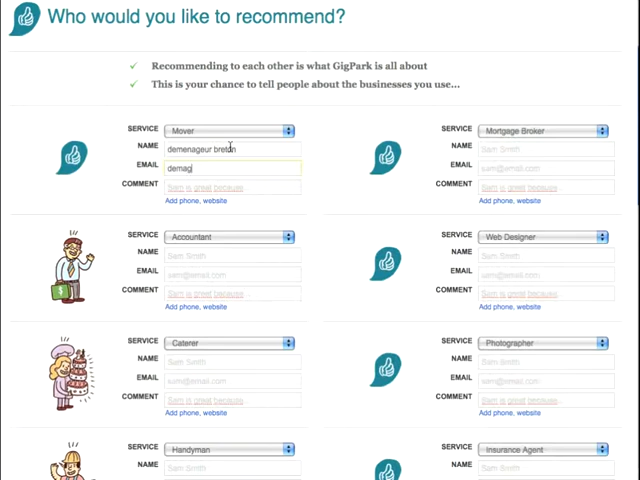 Who would you like to recommend?
✓ Recommending to each other is what GigPark is all about
✓ This is your chance to tell people about the businesses you use...
SERVICE Mover
NAME demenageur breton
EMAIL demag
COMMENT Sam is great because...
Add phone, website
SERVICE Mortgage Broker
NAME Sam Smith
EMAIL sam@email.com
COMMENT Sam is great because...
Add phone, website
SERVICE Accountant
NAME Sam Smith
EMAIL sam@email.com
COMMENT Sam is great because...
Add phone, website
SERVICE Web Designer
NAME Sam Smith
EMAIL sam@email.com
COMMENT Sam is great because...
Add phone, website
SERVICE Caterer
NAME Sam Smith
EMAIL sam@email.com
COMMENT Sam is great because...
Add phone, website
SERVICE Photographer
NAME Sam Smith
EMAIL sam@email.com
COMMENT Sam is great because...
Add phone, website
SERVICE Handyman
NAME Sam Smith
SERVICE Insurance Agent
NAME Sam Smith